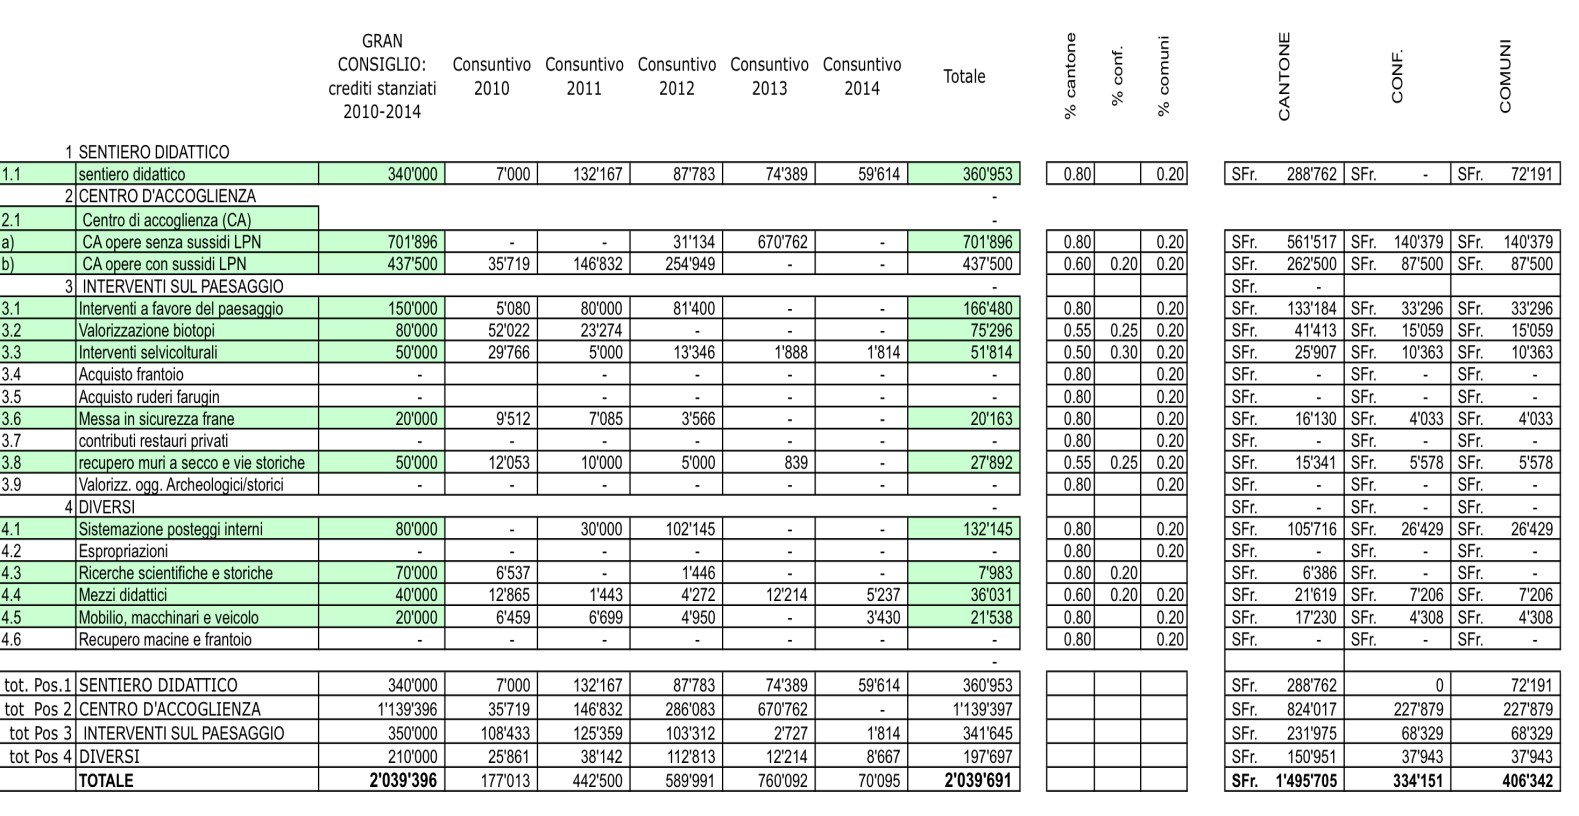 GRAN
CONSIGLIO:
crediti stanziati
2010-2014
Consuntivo
2010
Consuntivo
2011
Consuntivo
2012
Consuntivo
2013
Consuntivo
2014
Totale
% cantone
% conf.
% comuni
CANTONE
CONF.
COMUNI
1 SENTIERO DIDATTICO
1.1 sentiero didattico 340'000 7'000 132'167 87'783 74'389 59'614 360'953 0.80 0.20 SFr. 288'762 SFr. - SFr. 72'191
2 CENTRO D'ACCOGLIENZA -
2.1 Centro di accoglienza (CA) -
a) CA opere senza sussidi LPN 701'896 - - 31'134 670'762 - 701'896 0.80 0.20 SFr. 561'517 SFr. 140'379 SFr. 140'379
b) CA opere con sussidi LPN 437'500 35'719 146'832 254'949 - - 437'500 0.60 0.20 0.20 SFr. 262'500 SFr. 87'500 SFr. 87'500
3 INTERVENTI SUL PAESAGGIO - SFr. -
3.1 Interventi a favore del paesaggio 150'000 5'080 80'000 81'400 - - 166'480 0.80 0.20 SFr. 133'184 SFr. 33'296 SFr. 33'296
3.2 Valorizzazione biotopi 80'000 52'022 23'274 - - - 75'296 0.55 0.25 0.20 SFr. 41'413 SFr. 15'059 SFr. 15'059
3.3 Interventi selvicolturali 50'000 29'766 5'000 13'346 1'888 1'814 51'814 0.50 0.30 0.20 SFr. 25'907 SFr. 10'363 SFr. 10'363
3.4 Acquisto frantoio - - - - - - - 0.80 0.20 SFr. - SFr. - SFr. -
3.5 Acquisto ruderi farugin - - - - - - - 0.80 0.20 SFr. - SFr. - SFr. -
3.6 Messa in sicurezza frane 20'000 9'512 7'085 3'566 - - 20'163 0.80 0.20 SFr. 16'130 SFr. 4'033 SFr. 4'033
3.7 contributi restauri privati - - - - - - - 0.80 0.20 SFr. - SFr. - SFr. -
3.8 recupero muri a secco e vie storiche 50'000 12'053 10'000 5'000 839 - 27'892 0.55 0.25 0.20 SFr. 15'341 SFr. 5'578 SFr. 5'578
3.9 Valorizz. ogg. Archeologici/storici - - - - - - - 0.80 0.20 SFr. - SFr. - SFr. -
4 DIVERSI - SFr. - SFr. - SFr. -
4.1 Sistemazione posteggi interni 80'000 - 30'000 102'145 - - 132'145 0.80 0.20 SFr. 105'716 SFr. 26'429 SFr. 26'429
4.2 Espropriazioni - - - - - - - 0.80 0.20 SFr. - SFr. - SFr. -
4.3 Ricerche scientifiche e storiche 70'000 6'537 - 1'446 - - 7'983 0.80 0.20 SFr. 6'386 SFr. - SFr. -
4.4 Mezzi didattici 40'000 12'865 1'443 4'272 12'214 5'237 36'031 0.60 0.20 0.20 SFr. 21'619 SFr. 7'206 SFr. 7'206
4.5 Mobilio, macchinari e veicolo 20'000 6'459 6'699 4'950 - 3'430 21'538 0.80 0.20 SFr. 17'230 SFr. 4'308 SFr. 4'308
4.6 Recupero macine e frantoio - - - - - - - 0.80 0.20 SFr. - SFr. - SFr. -
-
tot. Pos.1 SENTIERO DIDATTICO 340'000 7'000 132'167 87'783 74'389 59'614 360'953 SFr. 288'762 0 72'191
tot Pos 2 CENTRO D'ACCOGLIENZA 1'139'396 35'719 146'832 286'083 670'762 - 1'139'397 SFr. 824'017 227'879 227'879
tot Pos 3 INTERVENTI SUL PAESAGGIO 350'000 108'433 125'359 103'312 2'727 1'814 341'645 SFr. 231'975 68'329 68'329
tot Pos 4 DIVERSI 210'000 25'861 38'142 112'813 12'214 8'667 197'697 SFr. 150'951 37'943 37'943
TOTALE 2'039'396 177'013 442'500 589'991 760'092 70'095 2'039'691 SFr. 1'495'705 334'151 406'342